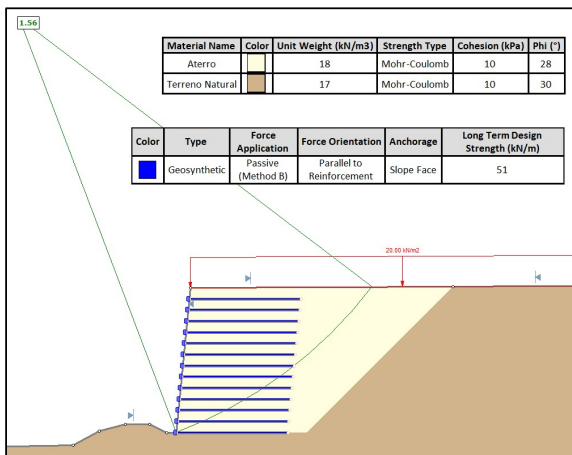 1.56
Material Name Color Unit Weight (kN/m3) Strength Type Cohesion (kPa) Phi (°)
Aterro 18 Mohr-Coulomb 10 28
Terreno Natural 17 Mohr-Coulomb 10 30
Color Type Force Application Force Orientation Anchorage Long Term Design Strength (kN/m)
Geosynthetic Passive (Method B) Parallel to Reinforcement Slope Face 51
20.00 kN/m2